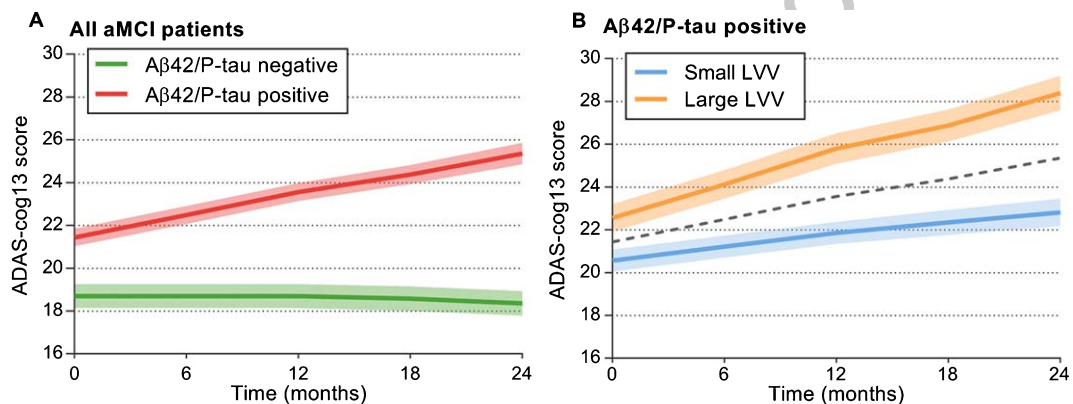 A All aMCI patients
30
28
26
24
22
20
18
16
ADAS-cog13 score
Aβ42/P-tau negative
Aβ42/P-tau positive
0 6 12 18 24
Time (months)
B Aβ42/P-tau positive
30
28
26
24
22
20
18
16
ADAS-cog13 score
Small LVV
Large LVV
0 6 12 18 24
Time (months)